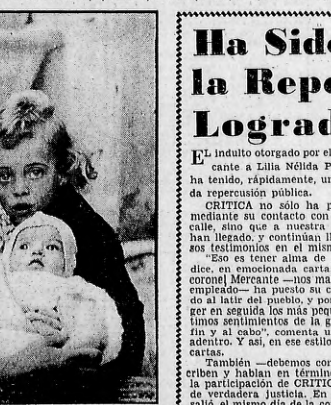 Ha Sid
la Rep
Lograd
EL indulto otorgado por el
cante a Lilia Nélida P
ha tenido, rápidamente, un
da repercusión pública.
CRITICA no sólo ha p
mediante su contacto con
calle, sino que a nuestra
han llegado, y continúan ll
sos testimonios en el mism
"Eso es tener alma de
dice, en emocionada carta
coronel Mercante —nos ma
empleado— ha puesto su c
do al latir del pueblo, y po
ger en seguida los más pequ
timos sentimientos de la g
fin y al cabo", comenta u
adentro. Y así, en ese estilo
cartas.
También —debemos con
criben y hablan en términ
la participación de CRITIC
de verdadera justicia. En